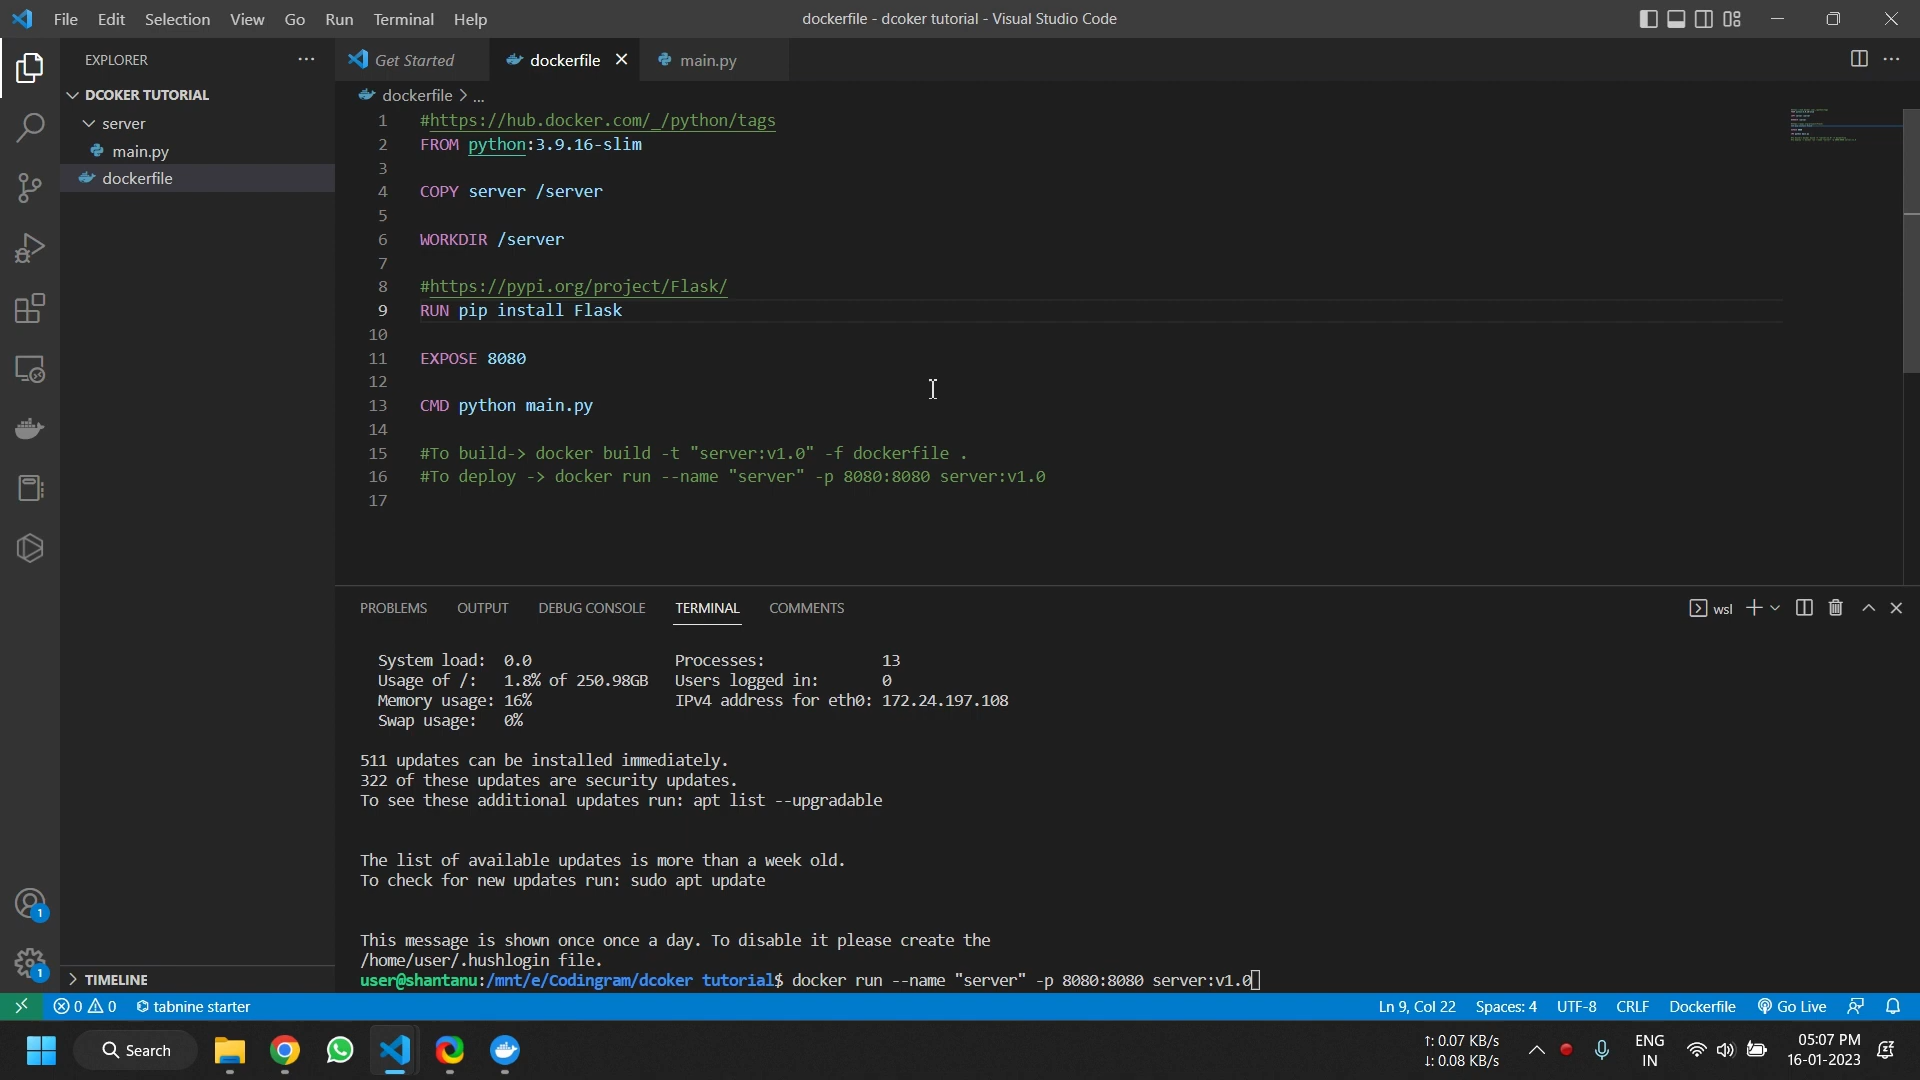 File Edit Selection View Go Run Terminal Help
dockerfile - dcoker tutorial - Visual Studio Code
EXPLORER
Get Started
dockerfile
main.py
DCOKER TUTORIAL
server
main.py
dockerfile
dockerfile > ...
1 #https://hub.docker.com/_/python/tags
2 FROM python:3.9.16-slim
3
4 COPY server /server
5
6 WORKDIR /server
7
8 #https://pypi.org/project/Flask/
9 RUN pip install Flask
10
11 EXPOSE 8080
12
13 CMD python main.py
14
15 #To build-> docker build -t "server:v1.0" -f dockerfile .
16 #To deploy -> docker run --name "server" -p 8080:8080 server:v1.0
17
PROBLEMS OUTPUT DEBUG CONSOLE TERMINAL COMMENTS
wsl
System load: 0.0 Processes: 13
Usage of /: 1.8% of 250.98GB Users logged in: 0
Memory usage: 16% IPv4 address for eth0: 172.24.197.108
Swap usage: 0%
511 updates can be installed immediately.
322 of these updates are security updates.
To see these additional updates run: apt list --upgradable
The list of available updates is more than a week old.
To check for new updates run: sudo apt update
This message is shown once once a day. To disable it please create the
/home/user/.hushlogin file.
user@shantanu:/mnt/e/Codingram/dcoker tutorial$ docker run --name "server" -p 8080:8080 server:v1.0
1
1
TIMELINE
0 0 tabnine starter
Ln 9, Col 22 Spaces: 4 UTF-8 CRLF Dockerfile Go Live
Search
↑: 0.07 KB/s
↓: 0.08 KB/s
ENG
IN
05:07 PM
16-01-2023